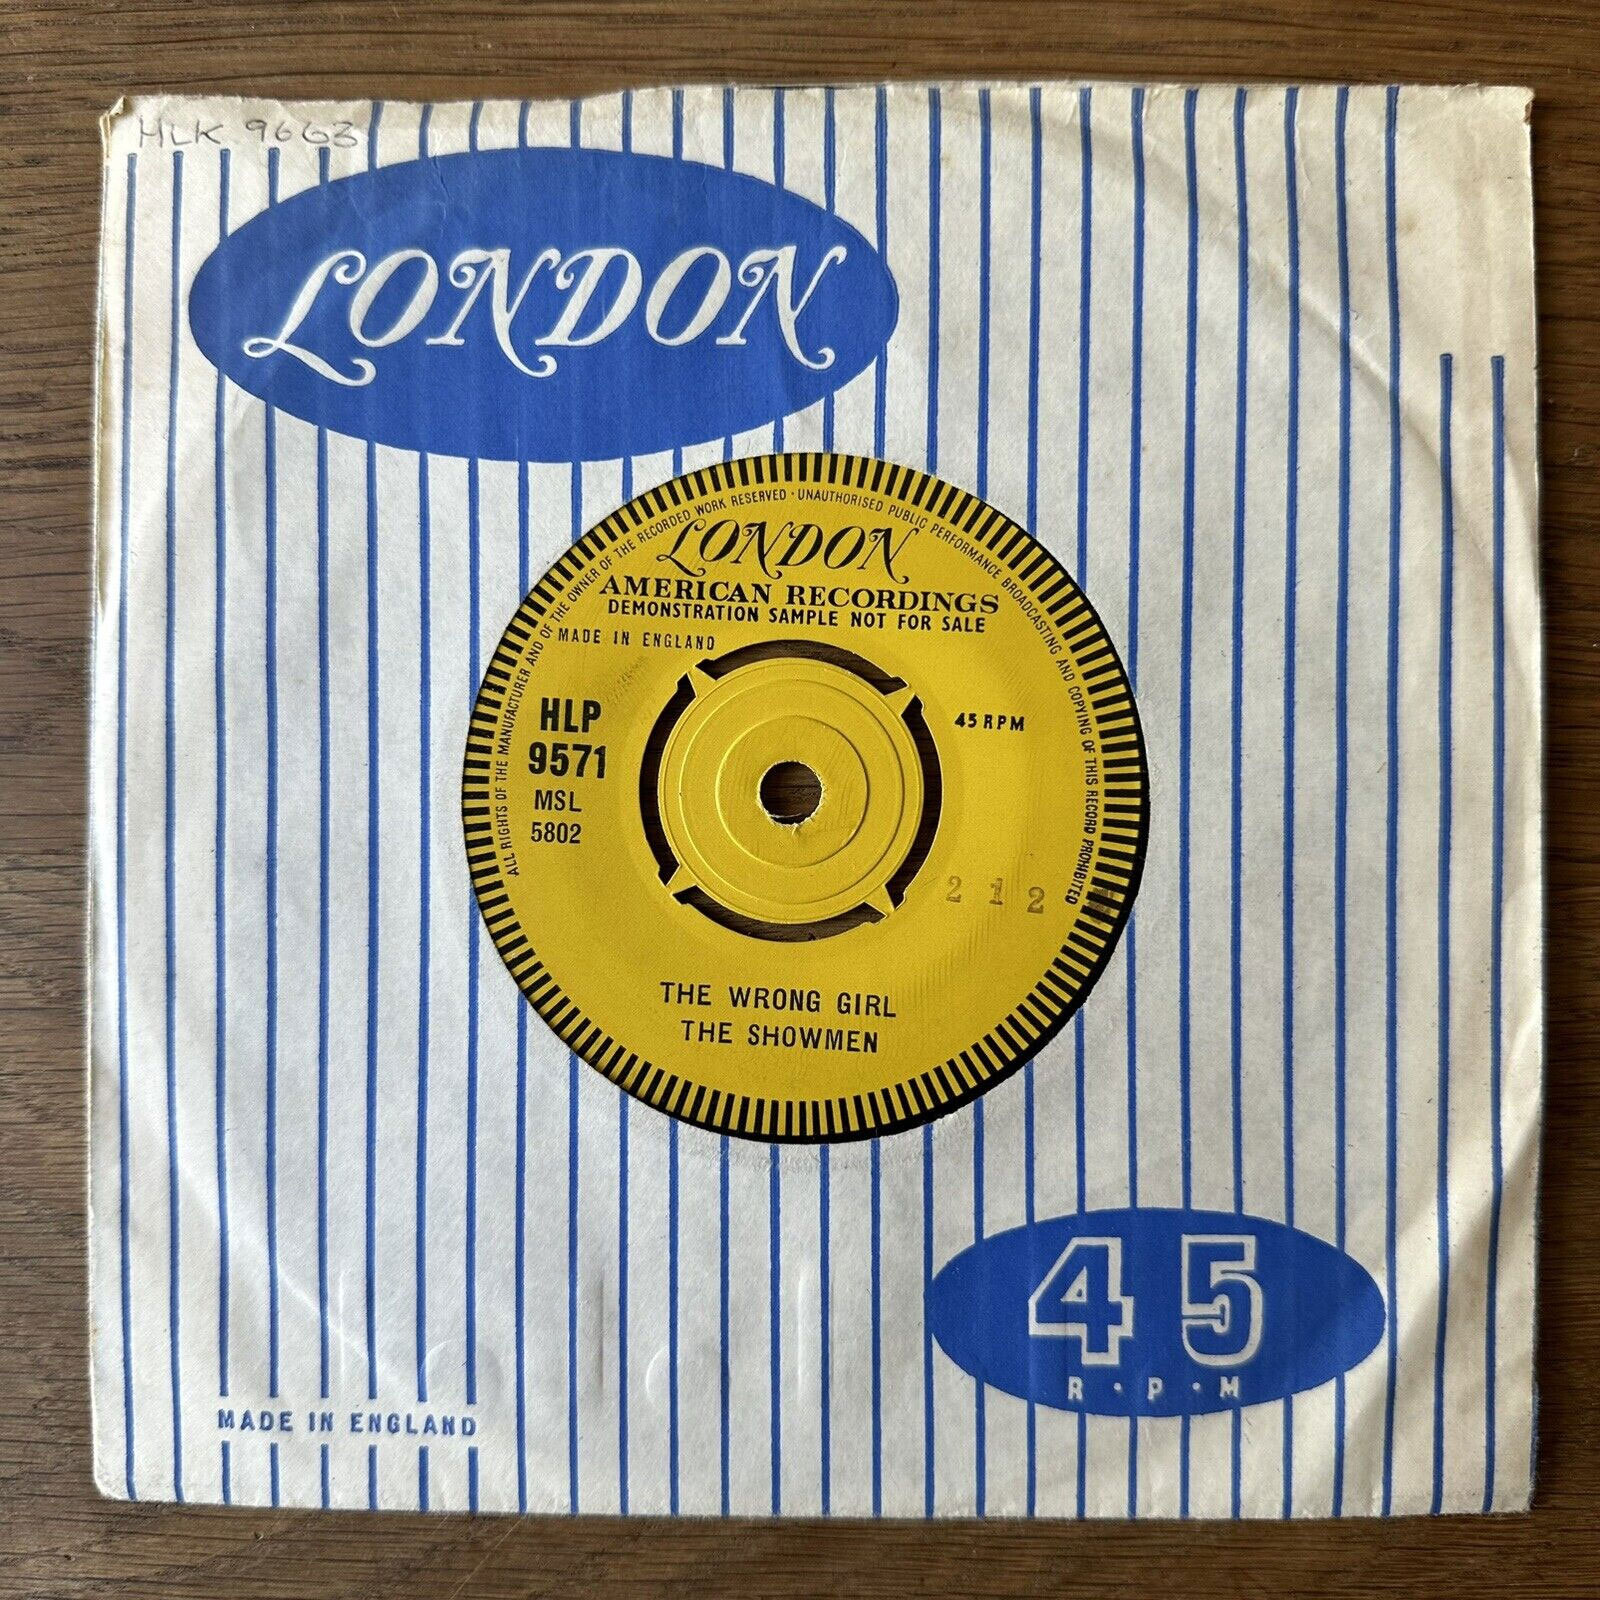 HLK 9663
LONDON
ALL RIGHTS OF THE MANUFACTURER AND OF THE OWNER OF THE RECORDED WORK RESERVED · UNAUTHORISED PUBLIC PERFORMANCE BROADCASTING AND COPYING OF THIS RECORD PROHIBITED
LONDON
AMERICAN RECORDINGS
DEMONSTRATION SAMPLE NOT FOR SALE
MADE IN ENGLAND
HLP
9571
MSL
5802
45 RPM
2 1 2
THE WRONG GIRL
THE SHOWMEN
45
R · P · M
MADE IN ENGLAND